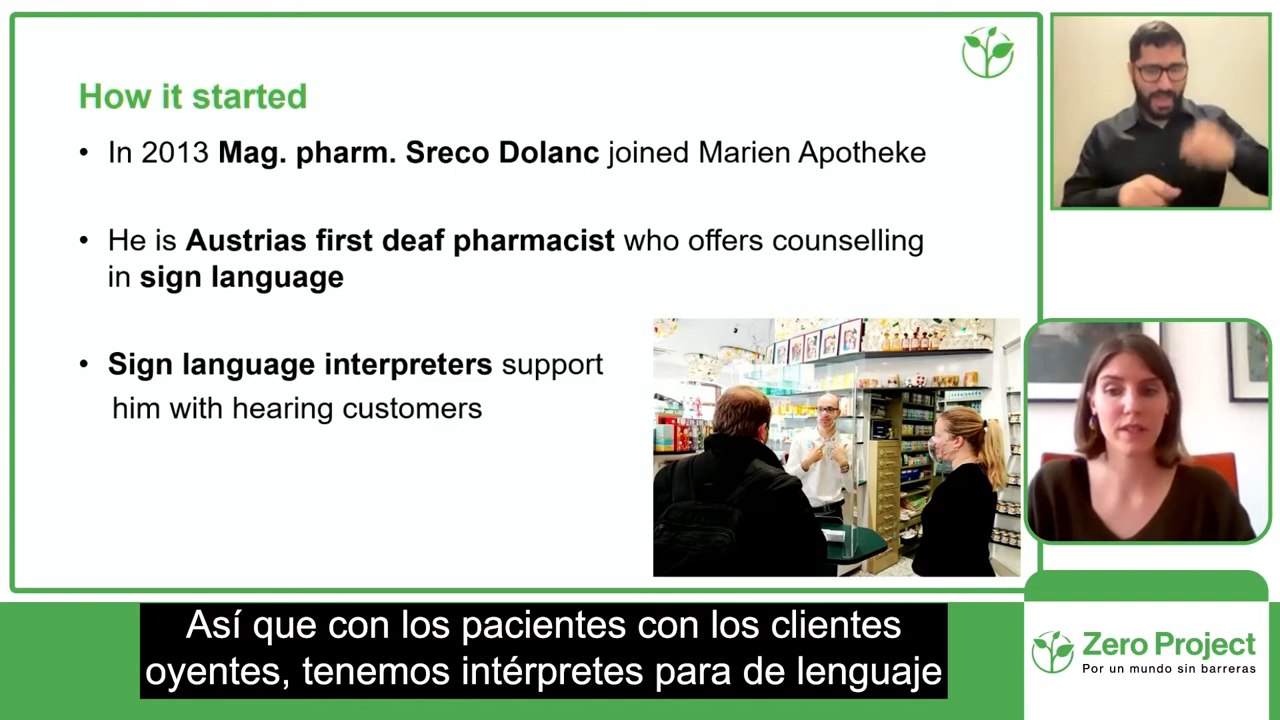 How it started
• In 2013 Mag. pharm. Sreco Dolanc joined Marien Apotheke
• He is Austrias first deaf pharmacist who offers counselling
in sign language
• Sign language interpreters support
him with hearing customers
Así que con los pacientes con los clientes
oyentes, tenemos intérpretes para de lenguaje
Zero Project
Por un mundo sin barreras